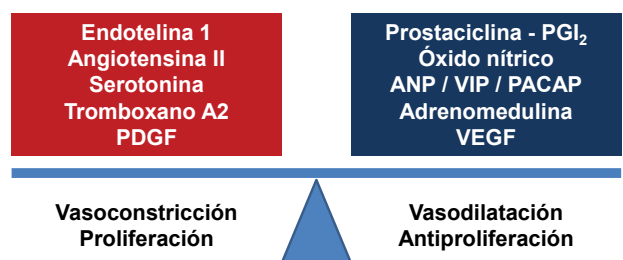 Endotelina 1
Angiotensina II
Serotonina
Tromboxano A2
PDGF
Prostaciclina - PGI₂
Óxido nítrico
ANP / VIP / PACAP
Adrenomedulina
VEGF
Vasoconstricción
Proliferación
Vasodilatación
Antiproliferación